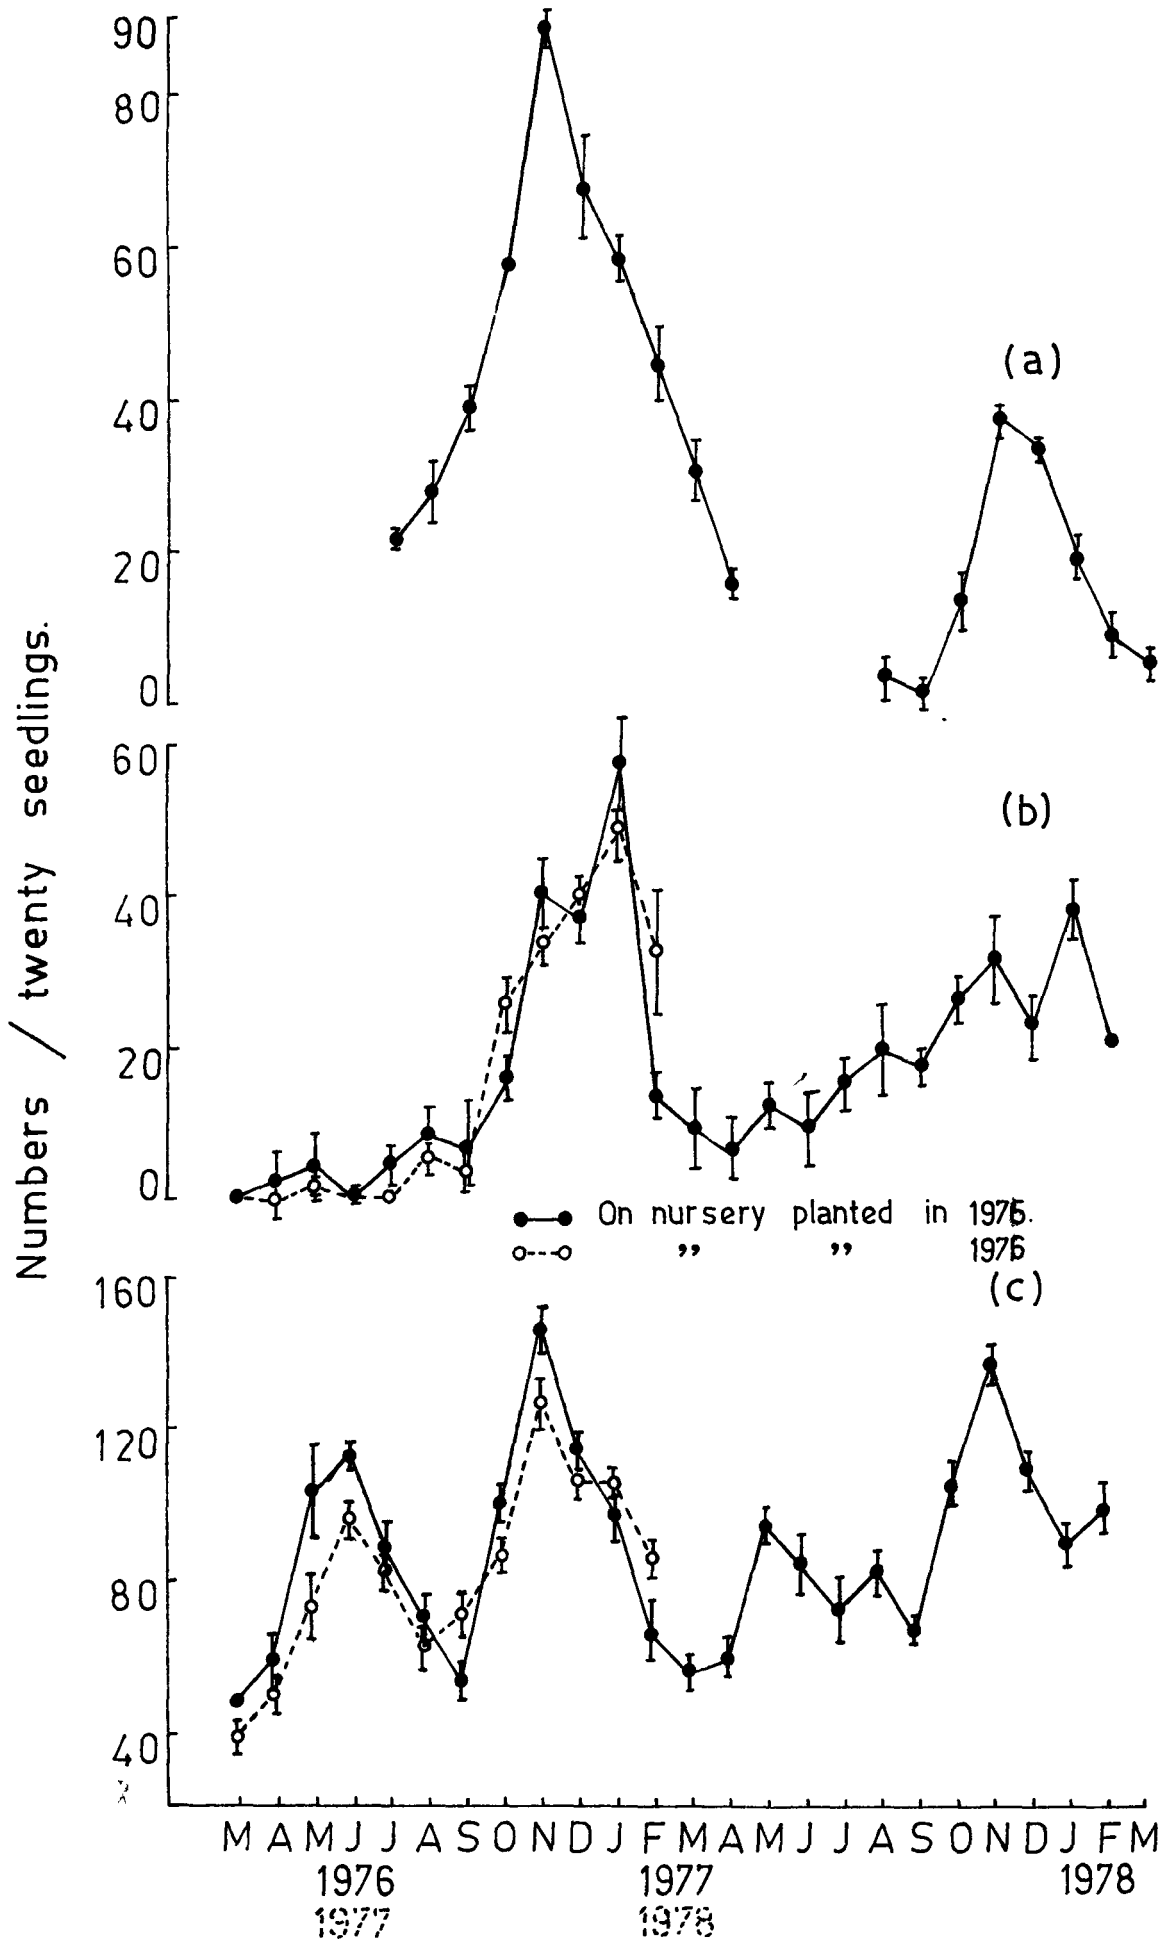 90
80
60
40
20
0
(a)
Numbers / twenty seedlings.
60
40
20
0
(b)
On nursery planted in 1976.
" " 1976
160
120
80
40
(c)
M A M J J A S O N D J F M A M J J A S O N D J F M
1976 1977 1978
1977 1978